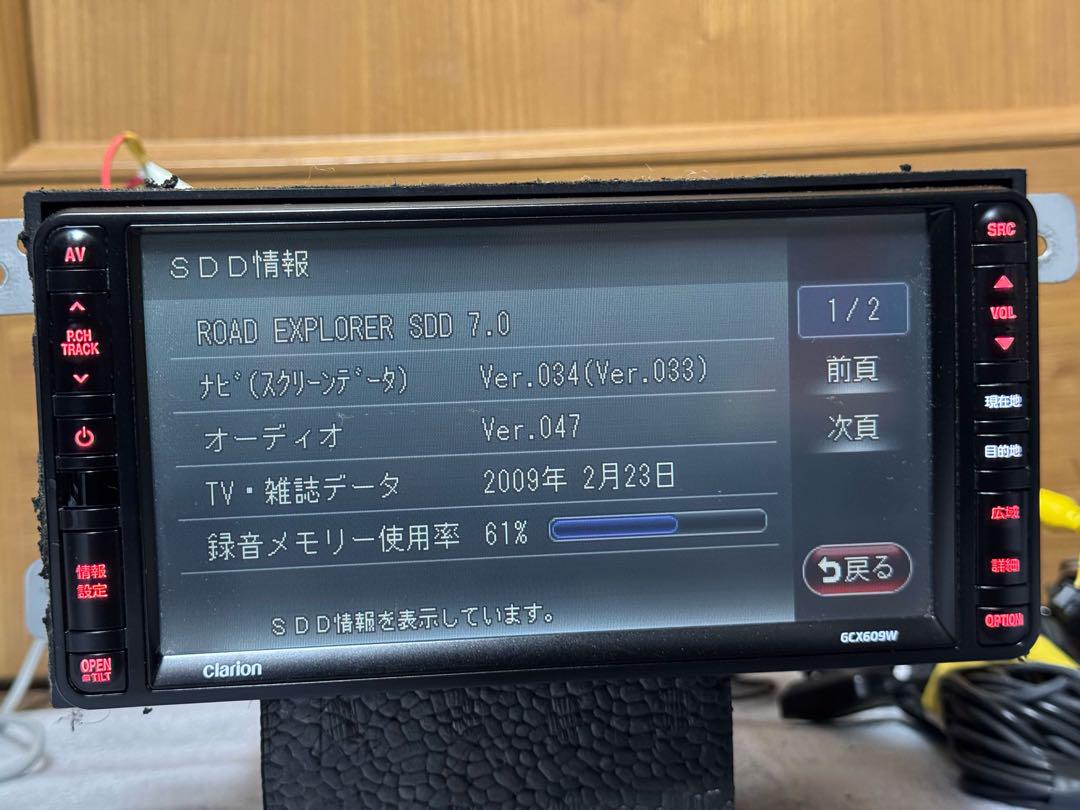 AV
P.CH
TRACK
情報
設定
OPEN
TILT
SDD情報
ROAD EXPLORER SDD 7.0
ナビ(スクリーンデータ) Ver.034(Ver.033)
オーディオ Ver.047
TV・雑誌データ 2009年 2月23日
録音メモリー使用率 61%
SDD情報を表示しています。
1/2
前頁
次頁
戻る
clarion
GCX609W
SRC
VOL
現在地
目的地
広域
詳細
OPTION